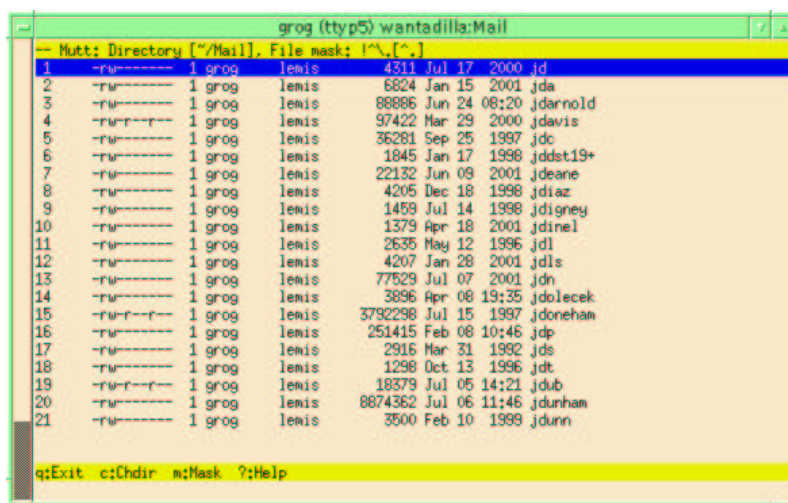 grog (ttyp5) wantadilla:Mail
-- Mutt: Directory [~/Mail], File mask: !^\.[^.]
1 -rw------- 1 grog lemis 4311 Jul 17 2000 jd
2 -rw------- 1 grog lemis 6824 Jan 15 2001 jda
3 -rw------- 1 grog lemis 88886 Jun 24 08:20 jdarnold
4 -rw-r--r-- 1 grog lemis 97422 Mar 29 2000 jdavis
5 -rw------- 1 grog lemis 36281 Sep 25 1997 jdc
6 -rw------- 1 grog lemis 1845 Jan 17 1998 jddst19+
7 -rw------- 1 grog lemis 22132 Jun 09 2001 jdeane
8 -rw------- 1 grog lemis 4205 Dec 18 1998 jdiaz
9 -rw------- 1 grog lemis 1459 Jul 14 1998 jdigney
10 -rw------- 1 grog lemis 1379 Apr 18 2001 jdinel
11 -rw------- 1 grog lemis 2635 May 12 1996 jdl
12 -rw------- 1 grog lemis 4207 Jan 28 2001 jdls
13 -rw------- 1 grog lemis 77529 Jul 07 2001 jdn
14 -rw------- 1 grog lemis 3896 Apr 08 19:35 jdolecek
15 -rw-r--r-- 1 grog lemis 3792298 Jul 15 1997 jdoneham
16 -rw------- 1 grog lemis 251415 Feb 08 10:46 jdp
17 -rw------- 1 grog lemis 2916 Mar 31 1992 jds
18 -rw------- 1 grog lemis 1298 Oct 13 1996 jdt
19 -rw-r--r-- 1 grog lemis 18379 Jul 05 14:21 jdub
20 -rw------- 1 grog lemis 8874362 Jul 06 11:46 jdunham
21 -rw------- 1 grog lemis 3500 Feb 10 1999 jdunn
q:Exit c:Chdir m:Mask ?:Help